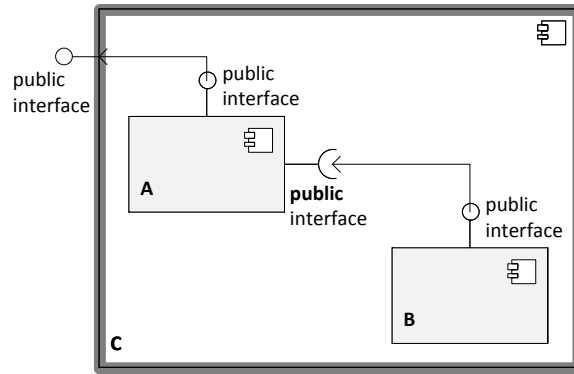 public
interface
public
interface
A
public
interface
public
interface
B
C